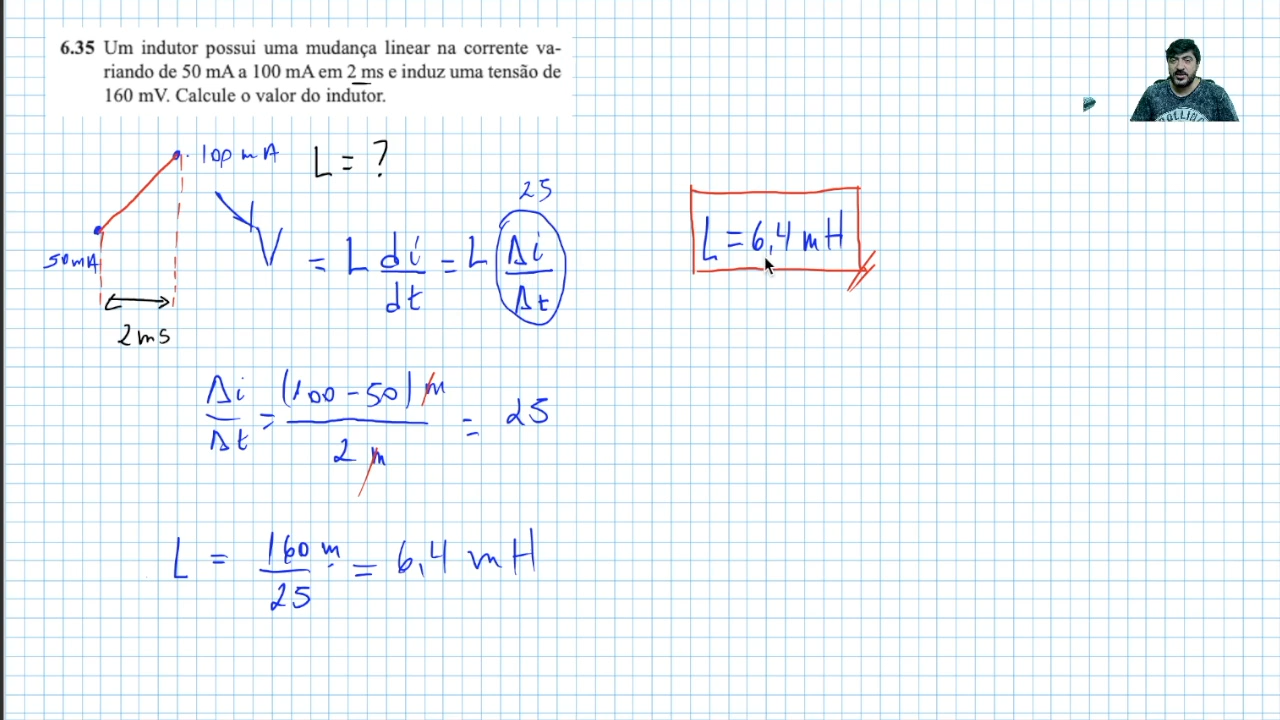 6.35 Um indutor possui uma mudança linear na corrente va-
riando de 50 mA a 100 mA em 2 ms e induz uma tensão de
160 mV. Calcule o valor do indutor.
100 mA
L = ?
25
50mA
V = L di/dt = L Δi/Δt
L = 6,4 mH
2ms
Δi/Δt = (100 - 50) m / 2 m = 25
L = 160 m / 25 = 6,4 mH